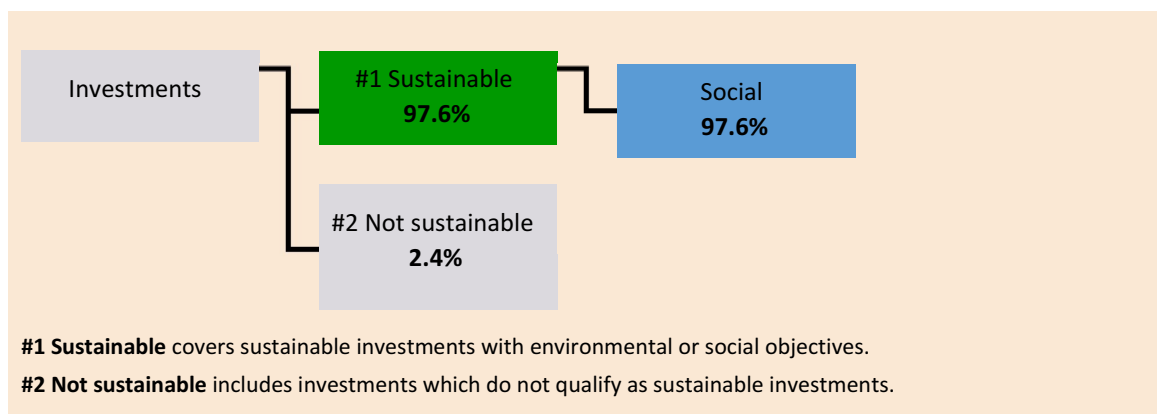 Investments
#1 Sustainable
97.6%
Social
97.6%
#2 Not sustainable
2.4%
#1 Sustainable covers sustainable investments with environmental or social objectives.
#2 Not sustainable includes investments which do not qualify as sustainable investments.